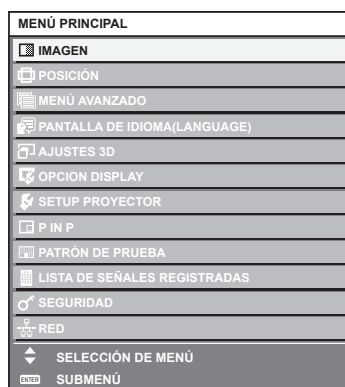 MENÚ PRINCIPAL
IMAGEN
POSICIÓN
MENÚ AVANZADO
PANTALLA DE IDIOMA(LANGUAGE)
AJUSTES 3D
OPCION DISPLAY
SETUP PROYECTOR
P IN P
PATRÓN DE PRUEBA
LISTA DE SEÑALES REGISTRADAS
SEGURIDAD
RED
SELECCIÓN DE MENÚ
ENTER SUBMENÚ